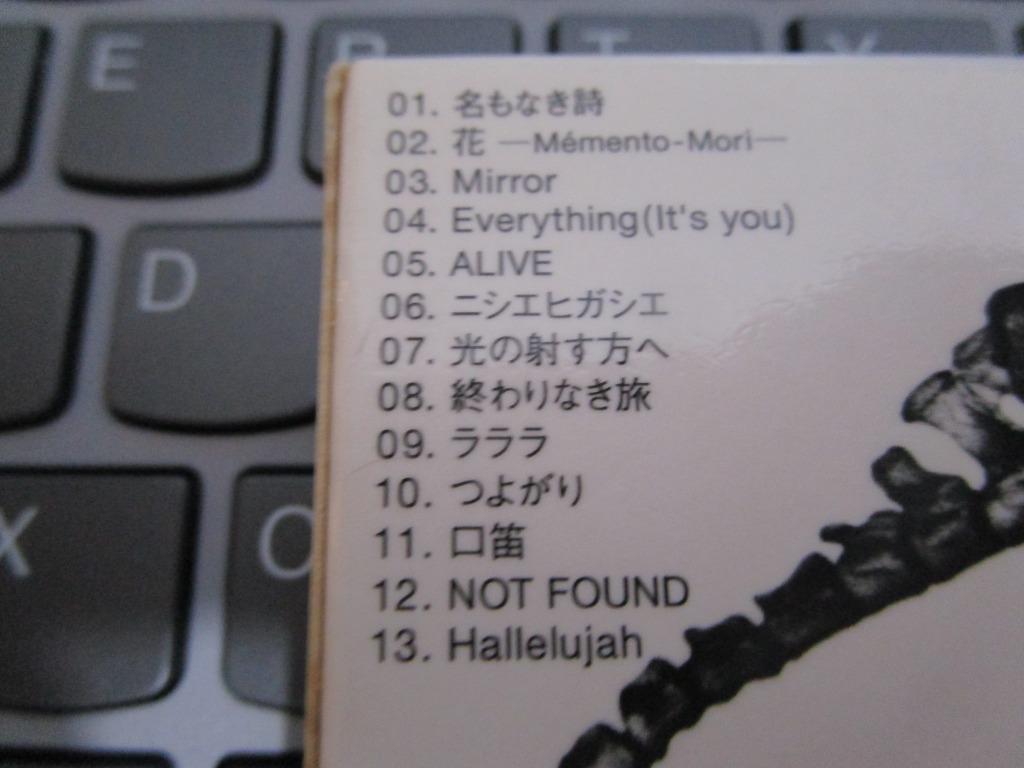 E R T Y
01. 名もなき詩
02. 花 ―Mémento-Mori―
03. Mirror
04. Everything(It's you)
D
05. ALIVE
06. ニシエヒガシエ
07. 光の射す方へ
08. 終わりなき旅
09. ラララ
10. つよがり
X
11. 口笛
12. NOT FOUND
13. Hallelujah